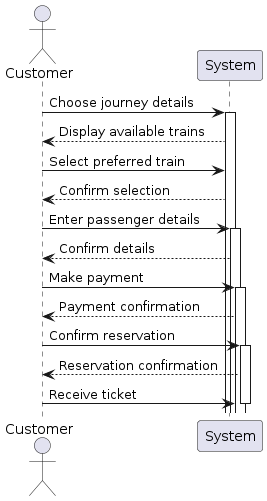 Customer
System
Choose journey details
Display available trains
Select preferred train
Confirm selection
Enter passenger details
Confirm details
Make payment
Payment confirmation
Confirm reservation
Reservation confirmation
Receive ticket
Customer
System